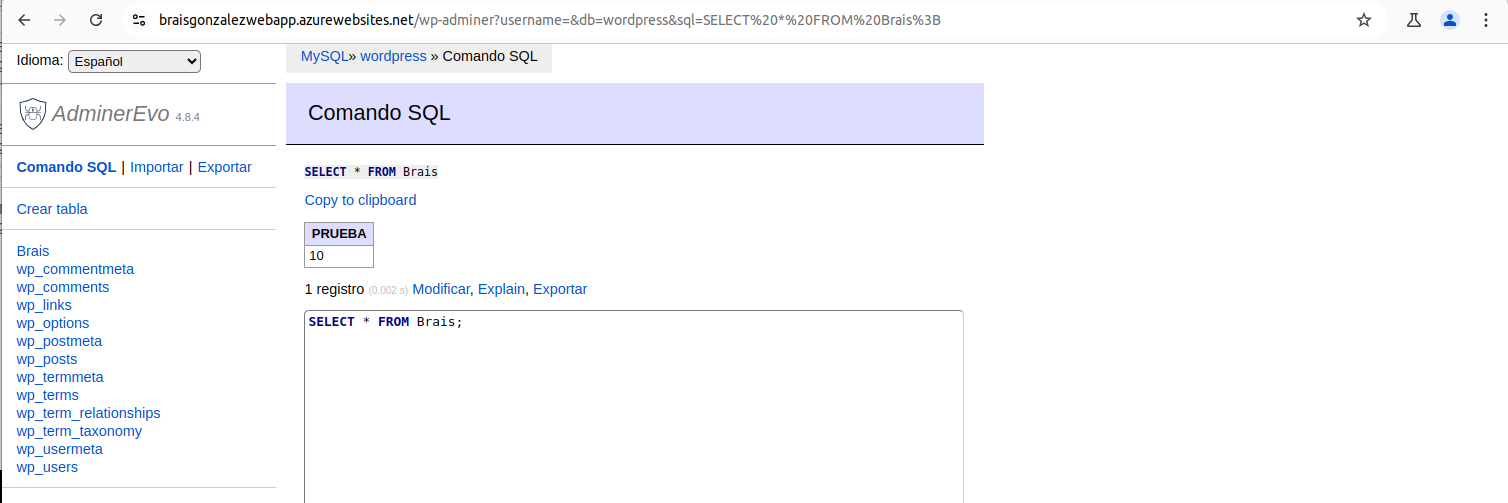 braisgonzalezwebapp.azurewebsites.net/wp-adminer?username=&db=wordpress&sql=SELECT%20*%20FROM%20Brais%3B
Idioma: Español
MySQL» wordpress » Comando SQL
AdminerEvo 4.8.4
Comando SQL
Comando SQL | Importar | Exportar
SELECT * FROM Brais
Copy to clipboard
Crear tabla
PRUEBA
10
Brais
wp_commentmeta
wp_comments
wp_links
wp_options
wp_postmeta
wp_posts
wp_termmeta
wp_terms
wp_term_relationships
wp_term_taxonomy
wp_usermeta
wp_users
1 registro (0.002 s) Modificar, Explain, Exportar
SELECT * FROM Brais;